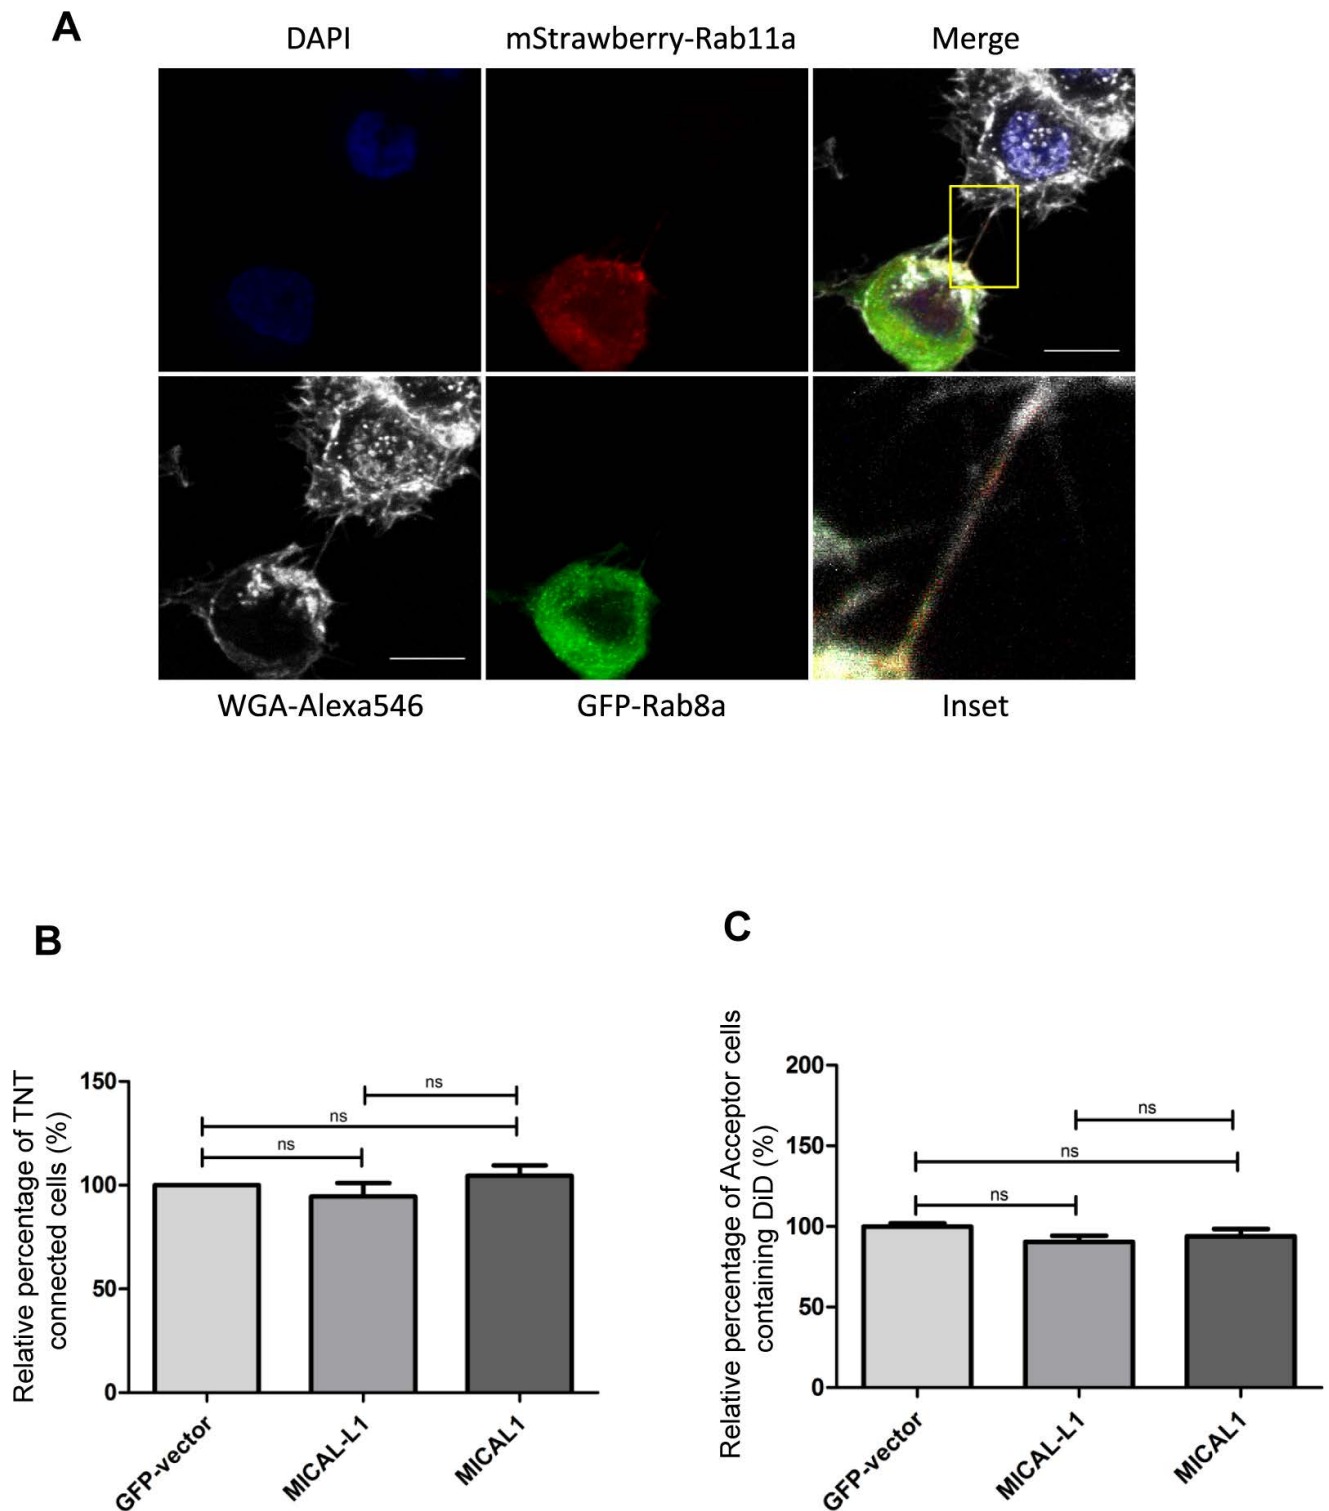 A
DAPI
mStrawberry-Rab11a
Merge
WGA-Alexa546
GFP-Rab8a
Inset
B
Relative percentage of TNT
connected cells (%)
150
100
50
0
ns
ns
ns
GFP-vector
MICAL-L1
MICAL1
C
Relative percentage of Acceptor cells
containing DiD (%)
200
150
100
50
0
ns
ns
ns
GFP-vector
MICAL-L1
MICAL1